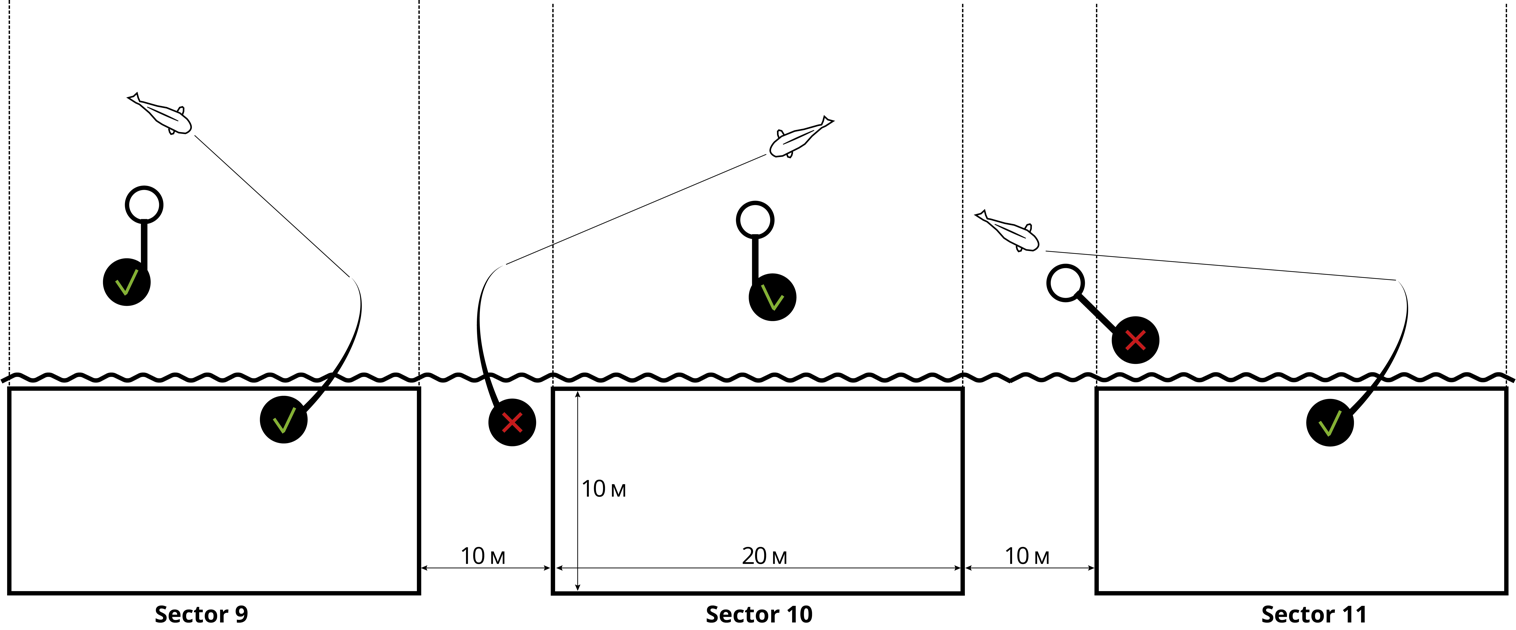 10 м
10 м
20 м
10 м
Sector 9
Sector 10
Sector 11